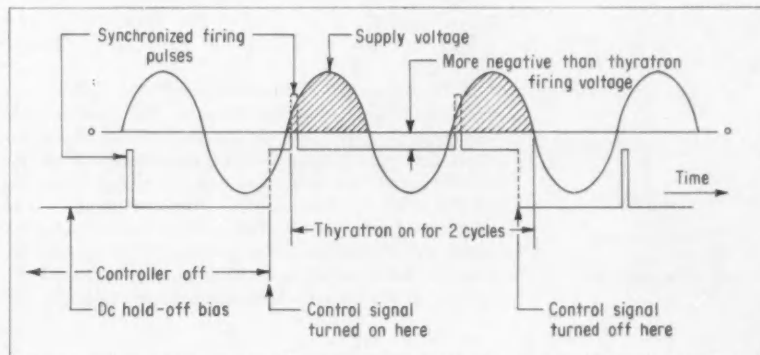 Synchronized firing
pulses
Supply voltage
More negative than thyratron
firing voltage
o
o
Time
Thyratron on for 2 cycles
Controller off
Dc hold-off bias
Control signal
turned on here
Control signal
turned off here